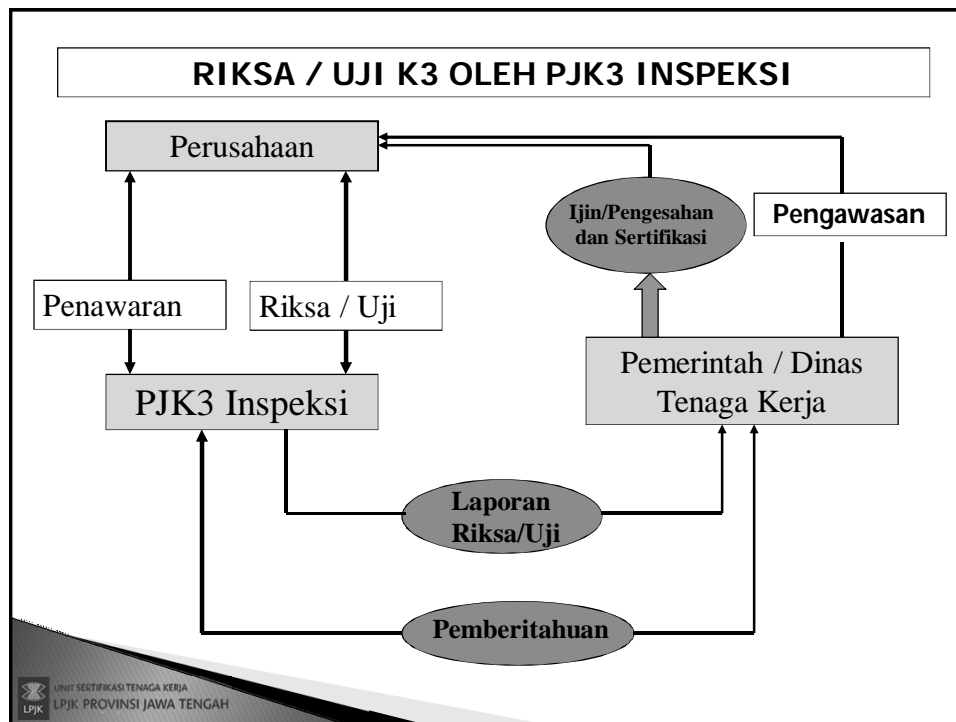 RIKSA / UJI K3 OLEH PJK3 INSPEKSI
Perusahaan
Ijin/Pengesahan
dan Sertifikasi
Pengawasan
Penawaran
Riksa / Uji
Pemerintah / Dinas
Tenaga Kerja
PJK3 Inspeksi
Laporan
Riksa/Uji
Pemberitahuan
UNIT SERTIFIKASI TENAGA KERJA
LPJK PROVINSI JAWA TENGAH
LPJK